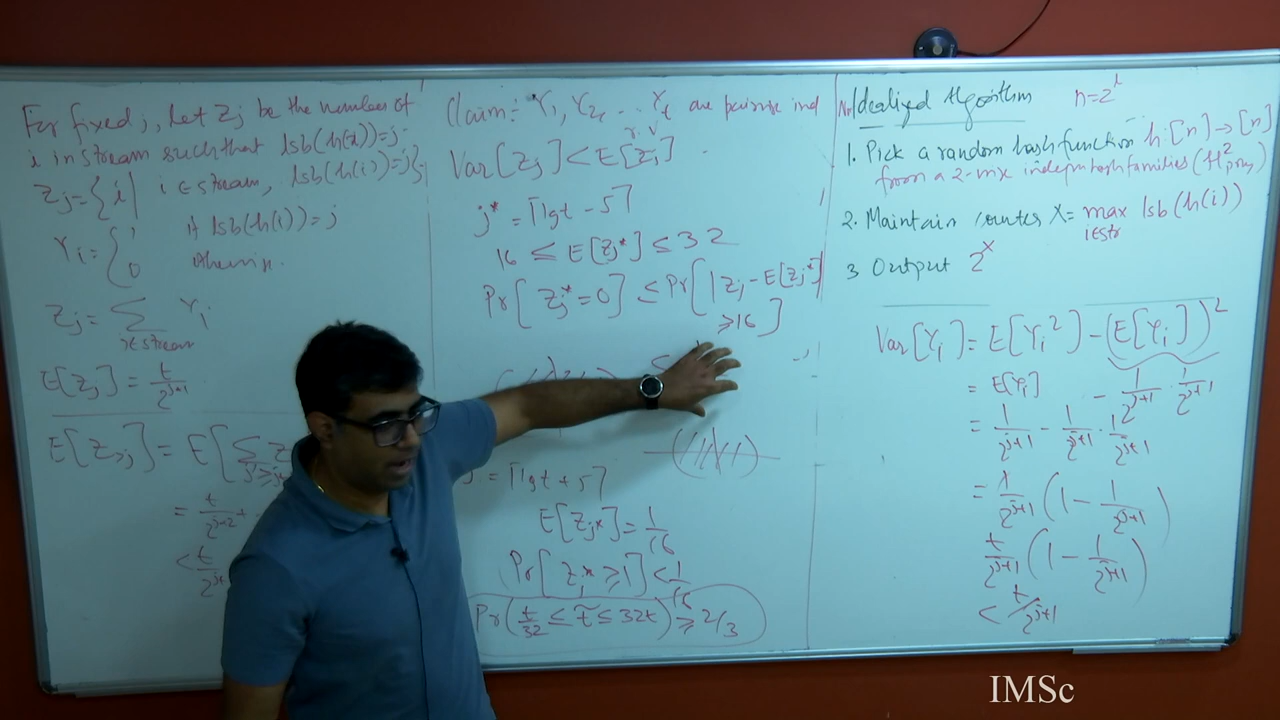 For fixed j, let Zj be the number of
i in stream such that lsb(h(i))=j.
Zj = { i | i ∈ stream, lsb(h(i))=j};
Yi = { 1 if lsb(h(i)) = j
0 otherwise.
Zj = Σ Yi
i∈stream
E[Zj] = t/2^{j+1}
E[Z>j] = E[Σ Z
= t/2^{j+2} +
< t/2^{j+1}
Claim: Y1, Y2, ... Yt are pairwise ind
r.v
Var[Zj] < E[Zj]
j* = ⌈lgt - 5⌉
16 ≤ E[Zj*] ≤ 32
Pr[Zj*=0] ≤ Pr[|Zj - E[Zj*]|
≥16]
= ⌈lgt + 5⌉
E[Zj*] = 1/16
Pr[Zj* ≥ 1] < 1/16
Pr(t/32 ≤ t̃ ≤ 32t) ≥ 2/3
Idealized Algorithm n=2^l
1. Pick a random hash function h:[n]→[n]
from a 2-wise indepn hash families (H²
2. Maintain counter X = max lsb(h(i))
i∈str
3 Output 2^X
Var[Yi] = E[Yi²] - (E[Yi])²
= E[Yi] - 1/2^{j+1} · 1/2^{j+1}
= 1/2^{j+1} - 1/2^{j+1} · 1/2^{j+1}
= 1/2^{j+1} (1 - 1/2^{j+1})
t/2^{j+1} (1 - 1/2^{j+1})
< t/2^{j+1}
IMSc